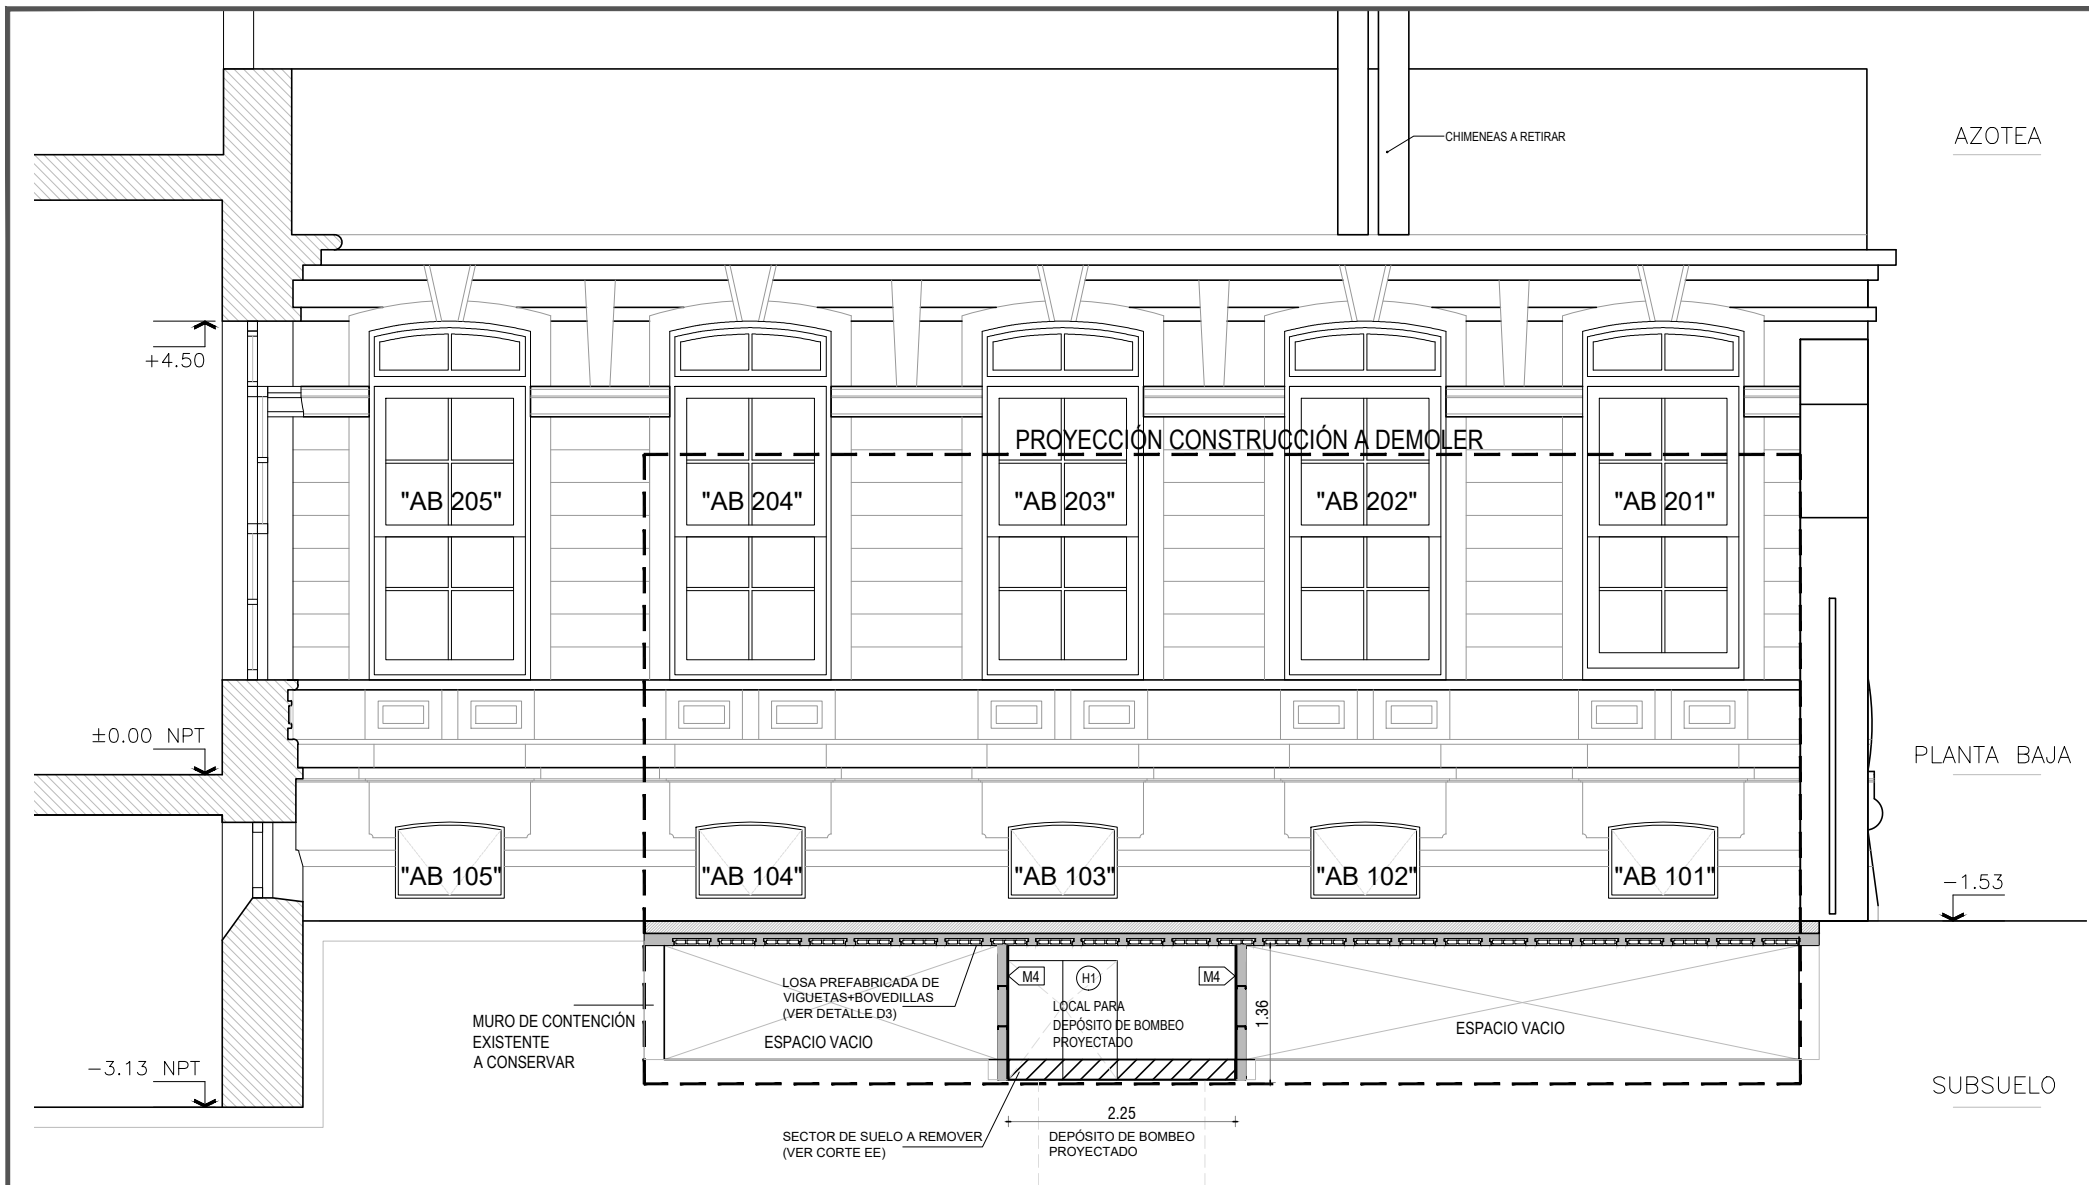 CHIMENEAS A RETIRAR
AZOTEA
+4.50
PROYECCIÓN CONSTRUCCIÓN A DEMOLER
"AB 205"
"AB 204"
"AB 203"
"AB 202"
"AB 201"
±0.00 NPT
PLANTA BAJA
"AB 105"
"AB 104"
"AB 103"
"AB 102"
"AB 101"
-1.53
LOSA PREFABRICADA DE
VIGUETAS+BOVEDILLAS
(VER DETALLE D3)
M4
H1
M4
LOCAL PARA
DEPÓSITO DE BOMBEO
PROYECTADO
1.36
MURO DE CONTENCIÓN
EXISTENTE
A CONSERVAR
ESPACIO VACIO
ESPACIO VACIO
-3.13 NPT
SUBSUELO
2.25
SECTOR DE SUELO A REMOVER
(VER CORTE EE)
DEPÓSITO DE BOMBEO
PROYECTADO